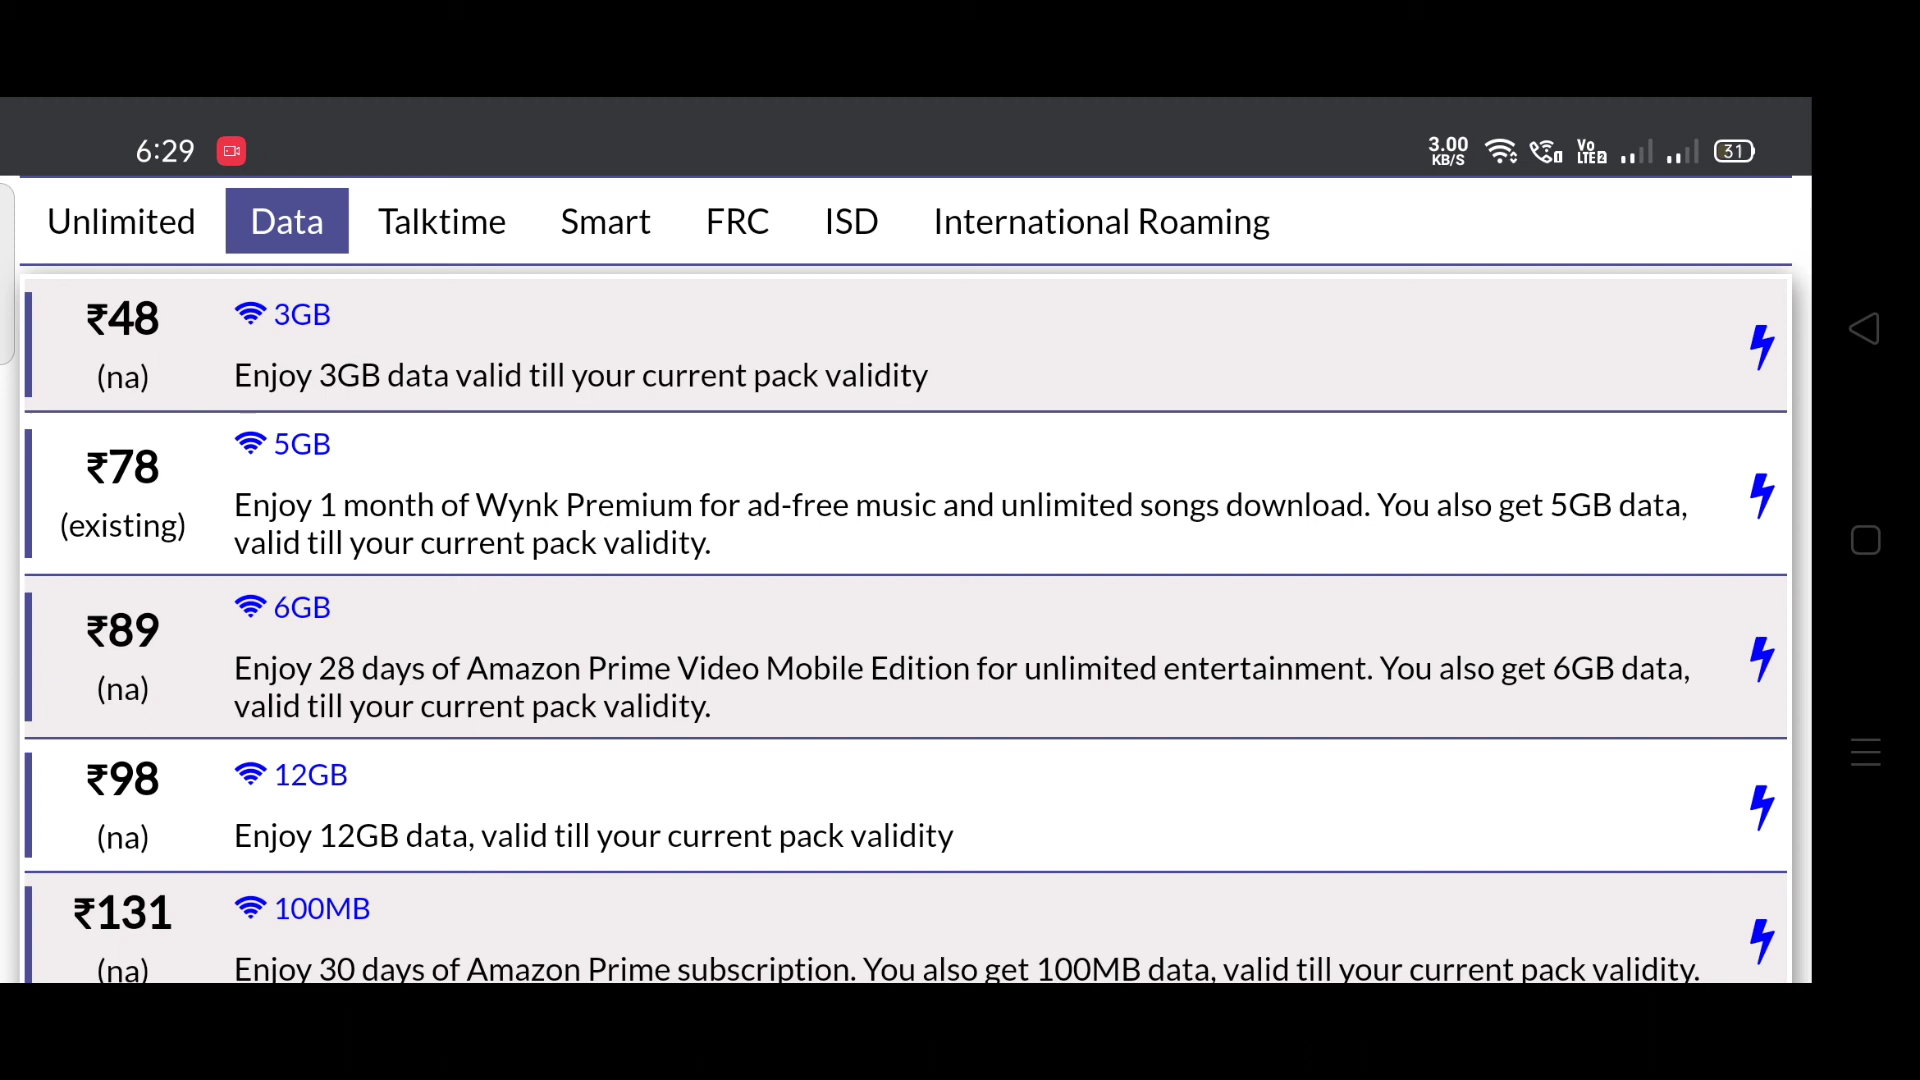 6:29
3.00 KB/S
Vo LTE2
31
Unlimited Data Talktime Smart FRC ISD International Roaming
₹48
(na)
3GB
Enjoy 3GB data valid till your current pack validity
₹78
(existing)
5GB
Enjoy 1 month of Wynk Premium for ad-free music and unlimited songs download. You also get 5GB data,
valid till your current pack validity.
₹89
(na)
6GB
Enjoy 28 days of Amazon Prime Video Mobile Edition for unlimited entertainment. You also get 6GB data,
valid till your current pack validity.
₹98
(na)
12GB
Enjoy 12GB data, valid till your current pack validity
₹131
(na)
100MB
Enjoy 30 days of Amazon Prime subscription. You also get 100MB data, valid till your current pack validity.